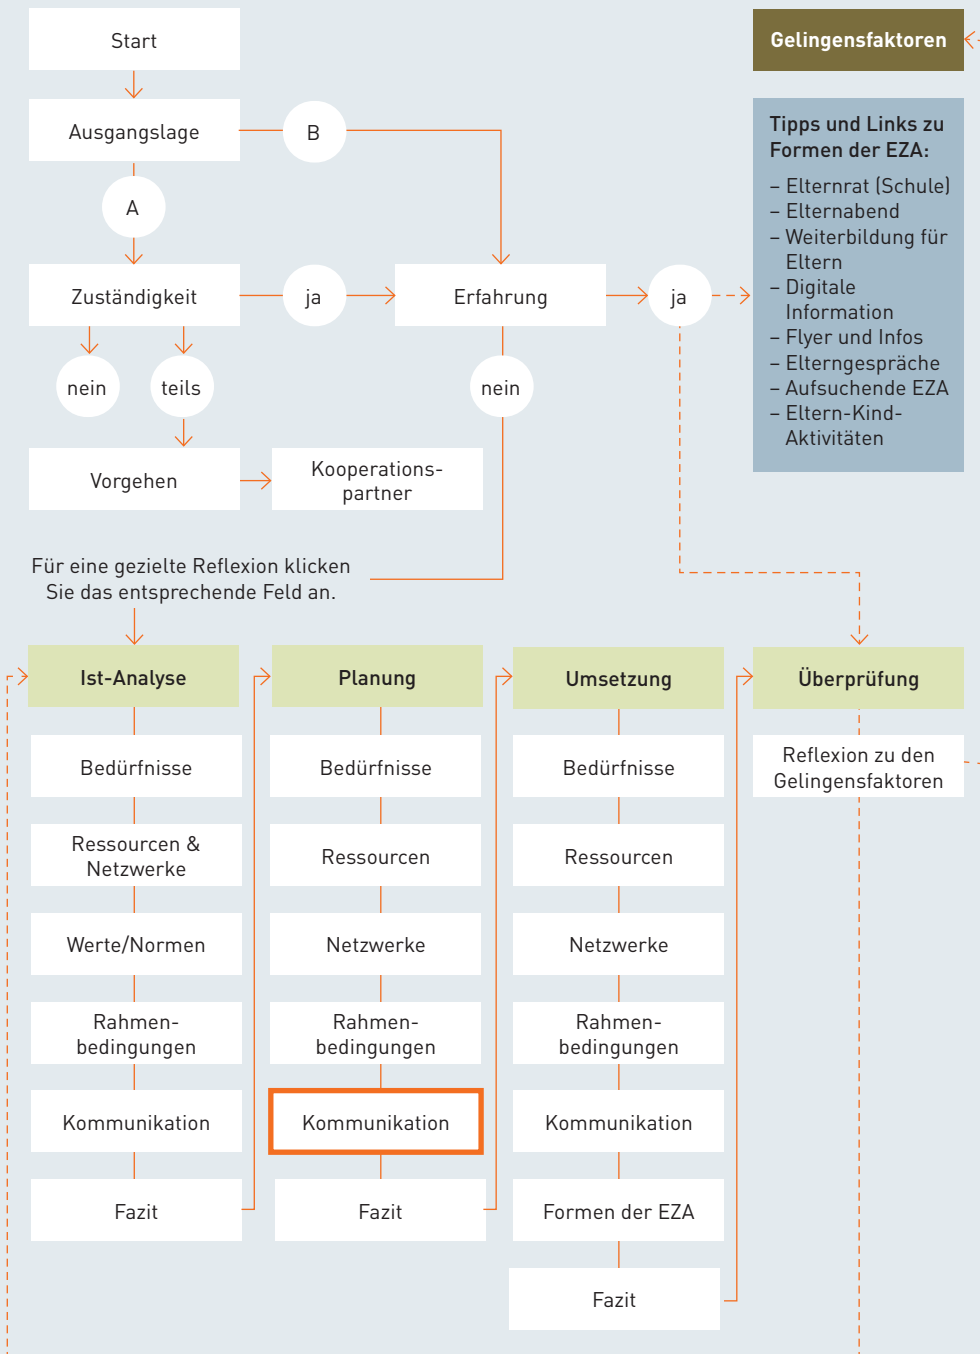 Start
Gelingensfaktoren
Ausgangslage
B
A
Zuständigkeit
ja
Erfahrung
ja
nein
teils
nein
Vorgehen
Kooperations-
partner
Tipps und Links zu
Formen der EZA:
– Elternrat (Schule)
– Elternabend
– Weiterbildung für
Eltern
– Digitale
Information
– Flyer und Infos
– Elterngespräche
– Aufsuchende EZA
– Eltern-Kind-
Aktivitäten
Für eine gezielte Reflexion klicken
Sie das entsprechende Feld an.
Ist-Analyse
Bedürfnisse
Ressourcen &
Netzwerke
Werte/Normen
Rahmen-
bedingungen
Kommunikation
Fazit
Planung
Bedürfnisse
Ressourcen
Netzwerke
Rahmen-
bedingungen
Kommunikation
Fazit
Umsetzung
Bedürfnisse
Ressourcen
Netzwerke
Rahmen-
bedingungen
Kommunikation
Formen der EZA
Fazit
Überprüfung
Reflexion zu den
Gelingensfaktoren